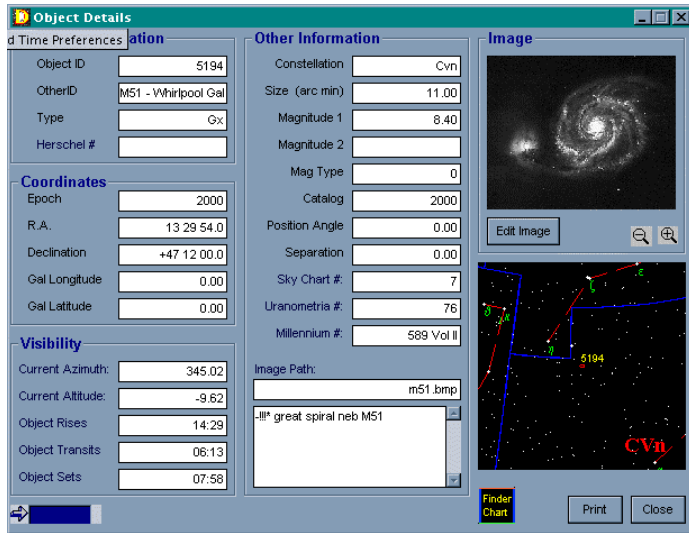 Object Details
d Time Preferences
ation
Object ID 5194
OtherID M51 - Whirlpool Gal
Type Gx
Herschel #
Coordinates
Epoch 2000
R.A. 13 29 54.0
Declination +47 12 00.0
Gal Longitude 0.00
Gal Latitude 0.00
Visibility
Current Azimuth: 345.02
Current Altitude: -9.62
Object Rises 14:29
Object Transits 06:13
Object Sets 07:58
Other Information
Constellation Cvn
Size (arc min) 11.00
Magnitude 1 8.40
Magnitude 2
Mag Type 0
Catalog 2000
Position Angle 0.00
Separation 0.00
Sky Chart #: 7
Uranometria #: 76
Millennium #: 589 Vol II
Image Path:
m51.bmp
-!!!* great spiral neb M51
Image
Edit Image
ε
ζ
κ
η
5194
CVn
Finder
Chart
Print
Close